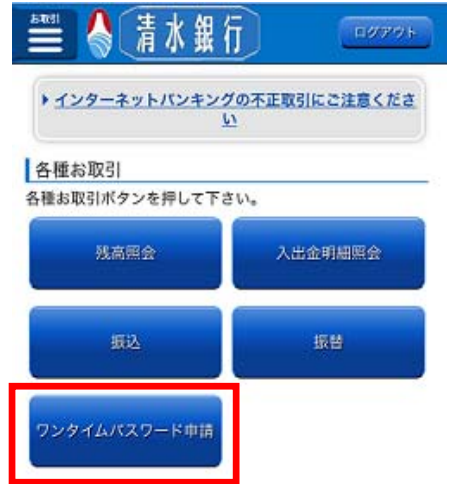 お取引
清水銀行
ログアウト
インターネットバンキングの不正取引にご注意くださ
い
各種お取引
各種お取引ボタンを押して下さい。
残高照会
入出金明細照会
振込
振替
ワンタイムパスワード申請